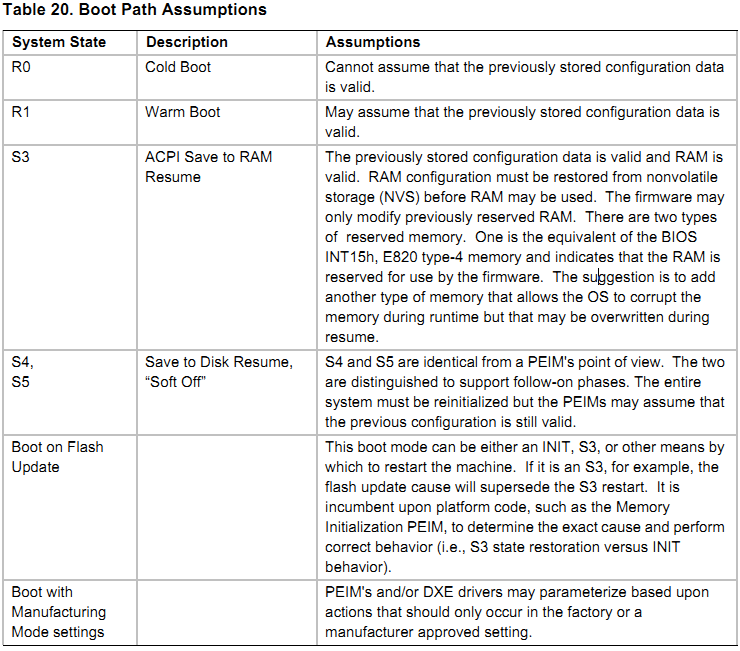 Table 20. Boot Path Assumptions
System State Description Assumptions
R0 Cold Boot Cannot assume that the previously stored configuration data
is valid.
R1 Warm Boot May assume that the previously stored configuration data is
valid.
S3 ACPI Save to RAM The previously stored configuration data is valid and RAM is
Resume valid.  RAM configuration must be restored from nonvolatile
storage (NVS) before RAM may be used.  The firmware may
only modify previously reserved RAM.  There are two types
of  reserved memory.  One is the equivalent of the BIOS
INT15h, E820 type-4 memory and indicates that the RAM is
reserved for use by the firmware.  The suggestion is to add
another type of memory that allows the OS to corrupt the
memory during runtime but that may be overwritten during
resume.
S4, Save to Disk Resume, S4 and S5 are identical from a PEIM's point of view.  The two
S5 “Soft Off” are distinguished to support follow-on phases. The entire
system must be reinitialized but the PEIMs may assume that
the previous configuration is still valid.
Boot on Flash This boot mode can be either an INIT, S3, or other means by
Update which to restart the machine.  If it is an S3, for example, the
flash update cause will supersede the S3 restart.  It is
incumbent upon platform code, such as the Memory
Initialization PEIM, to determine the exact cause and perform
correct behavior (i.e., S3 state restoration versus INIT
behavior).
Boot with PEIM's and/or DXE drivers may parameterize based upon
Manufacturing actions that should only occur in the factory or a
Mode settings manufacturer approved setting.